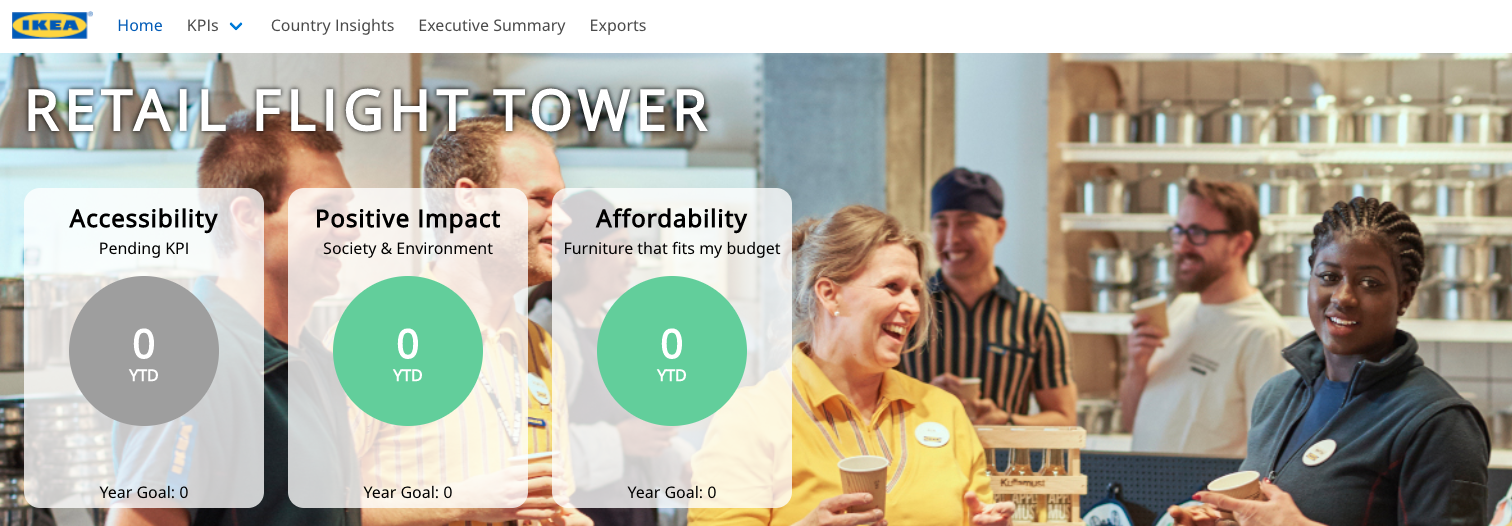 IKEA
Home KPIs Country Insights Executive Summary Exports
RETAIL FLIGHT TOWER
Accessibility
Pending KPI
0
YTD
Year Goal: 0
Positive Impact
Society & Environment
0
YTD
Year Goal: 0
Affordability
Furniture that fits my budget
0
YTD
Year Goal: 0